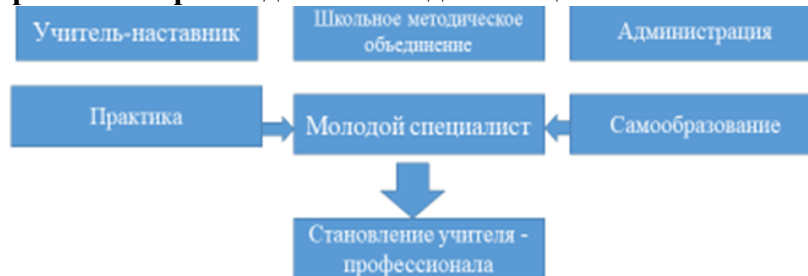 Учитель-наставник
Школьное методическое
объединение
Администрация
Практика
Молодой специалист
Самообразование
Становление учителя -
профессионала